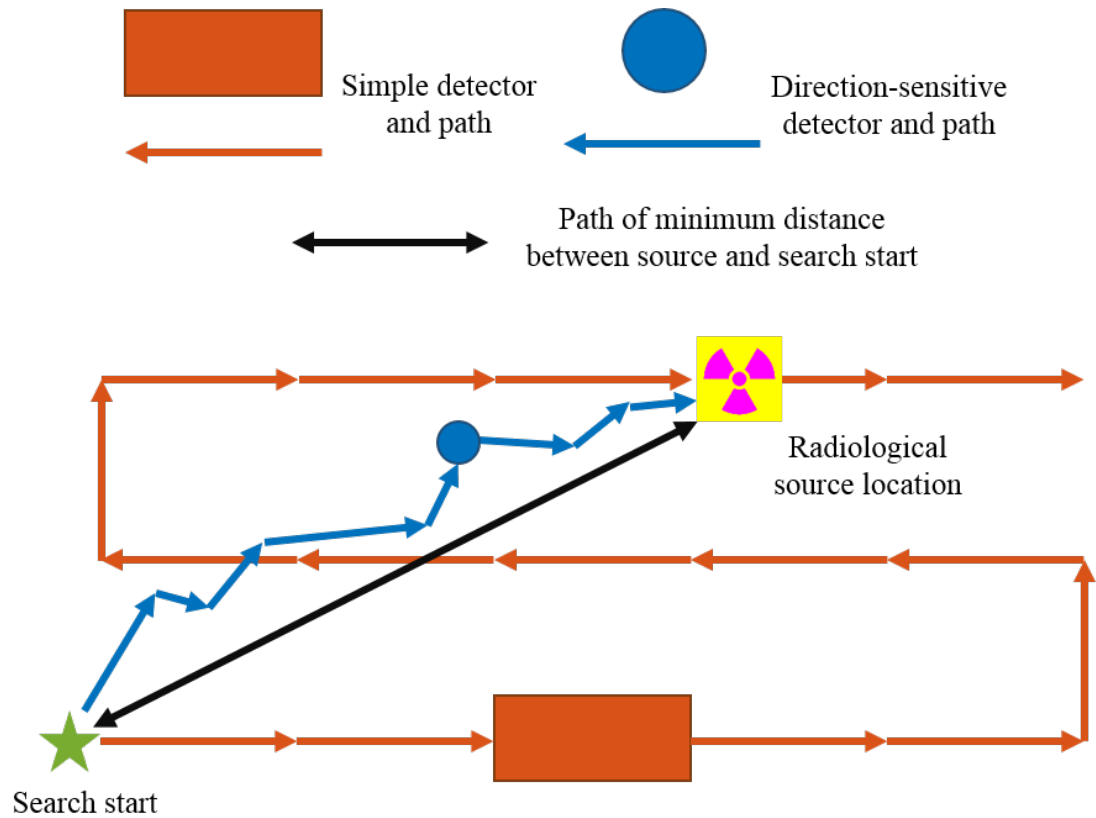 Simple detector
and path
Direction-sensitive
detector and path
Path of minimum distance
between source and search start
Radiological
source location
Search start